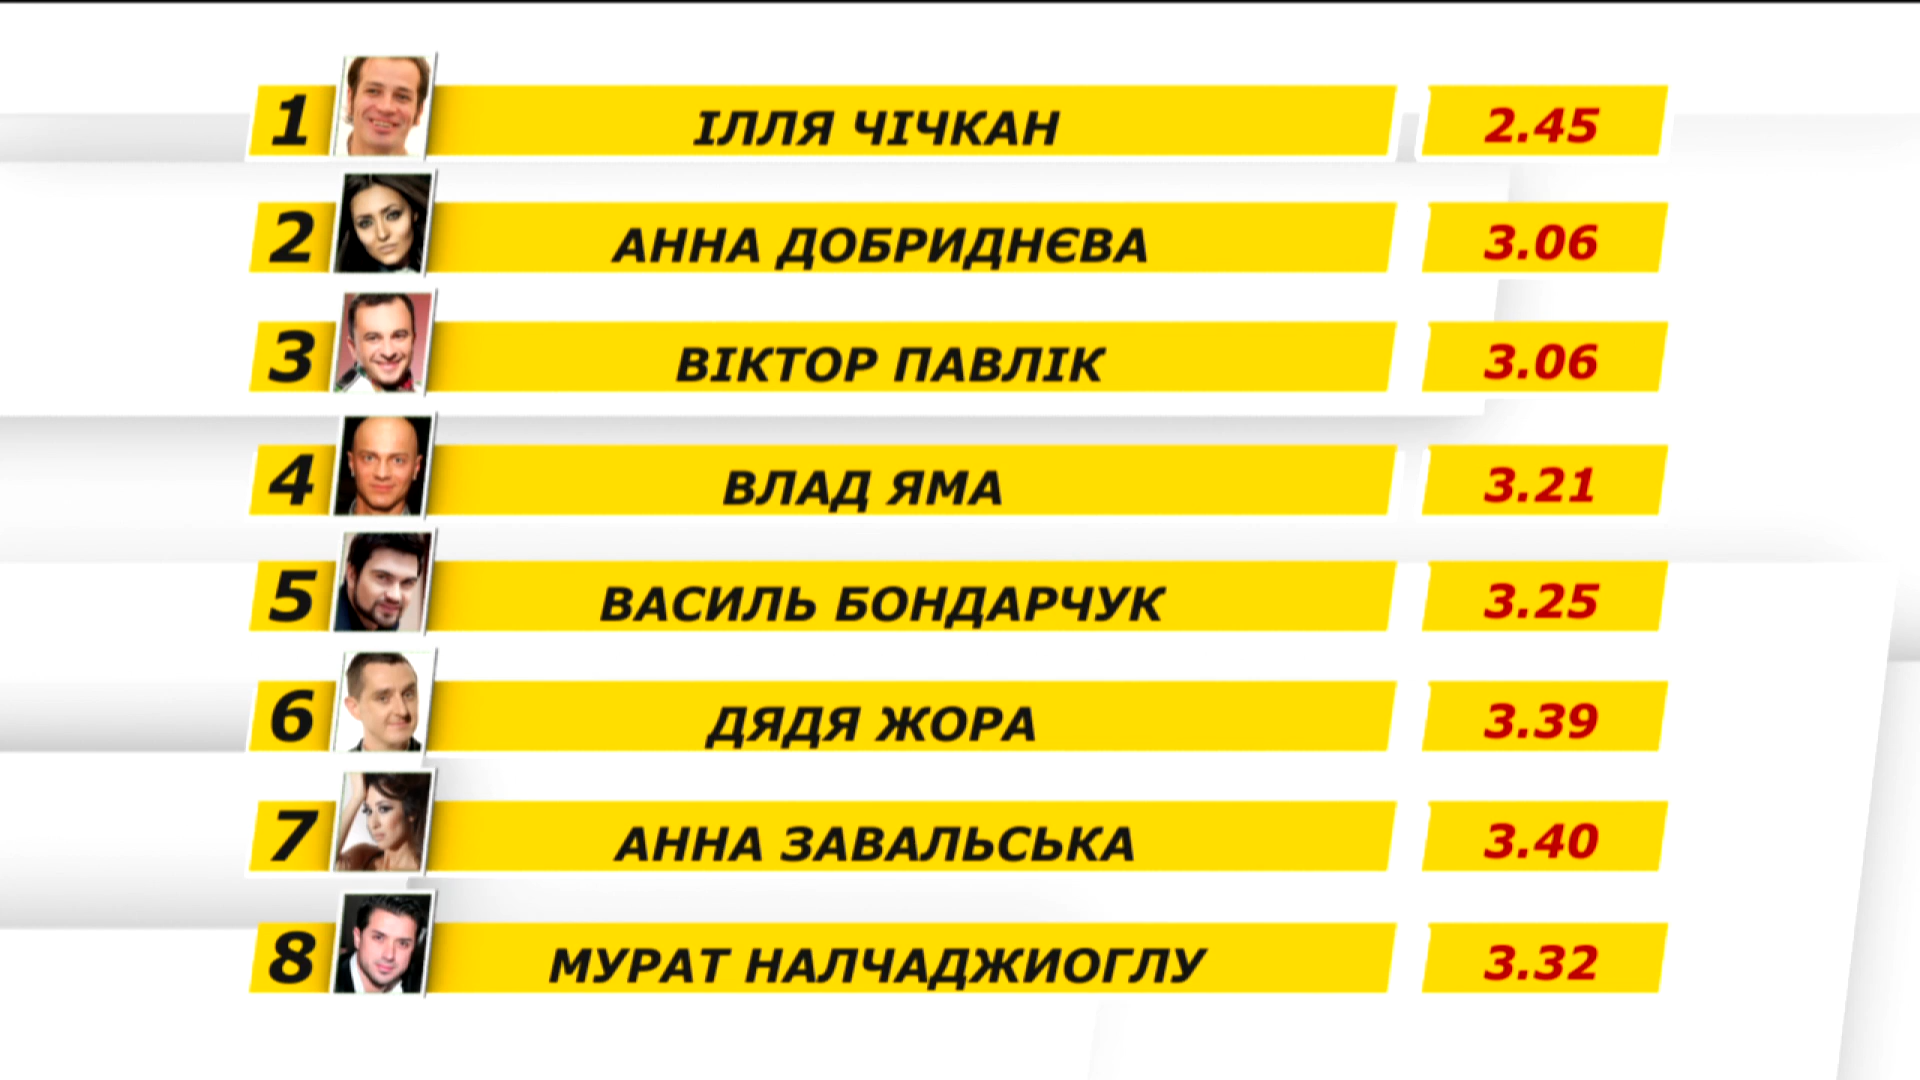 1 ІЛЛЯ ЧІЧКАН 2.45
2 АННА ДОБРИДНЄВА 3.06
3 ВІКТОР ПАВЛІК 3.06
4 ВЛАД ЯМА 3.21
5 ВАСИЛЬ БОНДАРЧУК 3.25
6 ДЯДЯ ЖОРА 3.39
7 АННА ЗАВАЛЬСЬКА 3.40
8 МУРАТ НАЛЧАДЖИОГЛУ 3.32